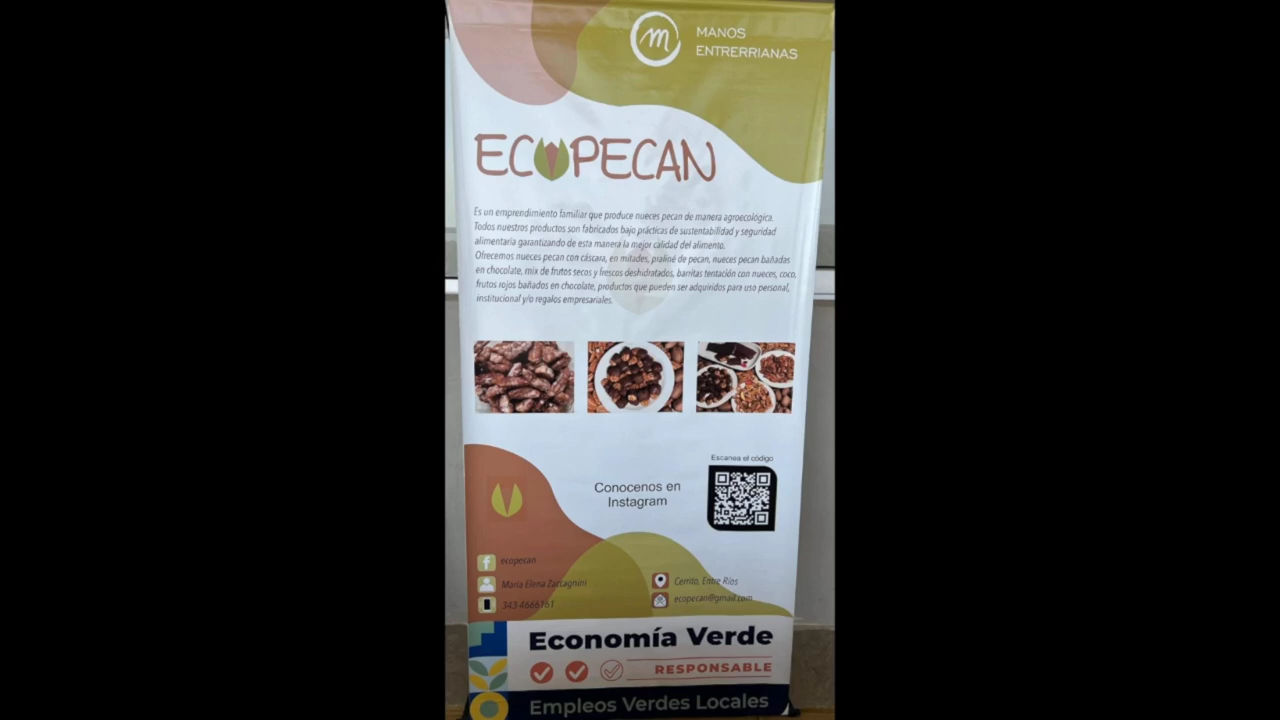 MANOS
ENTRERRIANAS
ECOPECAN
Es un emprendimiento familiar que produce nueces pecan de manera agroecológica.
Todos nuestros productos son fabricados bajo prácticas de sustentabilidad y seguridad
alimentaria garantizando de esta manera la mejor calidad del alimento.
Ofrecemos nueces pecan con cáscara, en mitades, praliné de pecan, nueces pecan bañadas
en chocolate, mix de frutos secos y frescos deshidratados, barritas tentación con nueces, coco,
frutos rojos bañados en chocolate, productos que pueden ser adquiridos para uso personal,
institucional y/o regalos empresariales.
Escanea el código
Conocenos en
Instagram
ecopecan
María Elena Zaccagnini
343 4666161
Cerrito, Entre Ríos
ecopecan@gmail.com
Economía Verde
RESPONSABLE
Empleos Verdes Locales